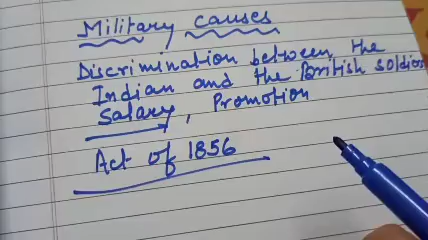 Military causes
Discrimination between the
Indian and the British soldiers
Salary, Promotion
Act of 1856